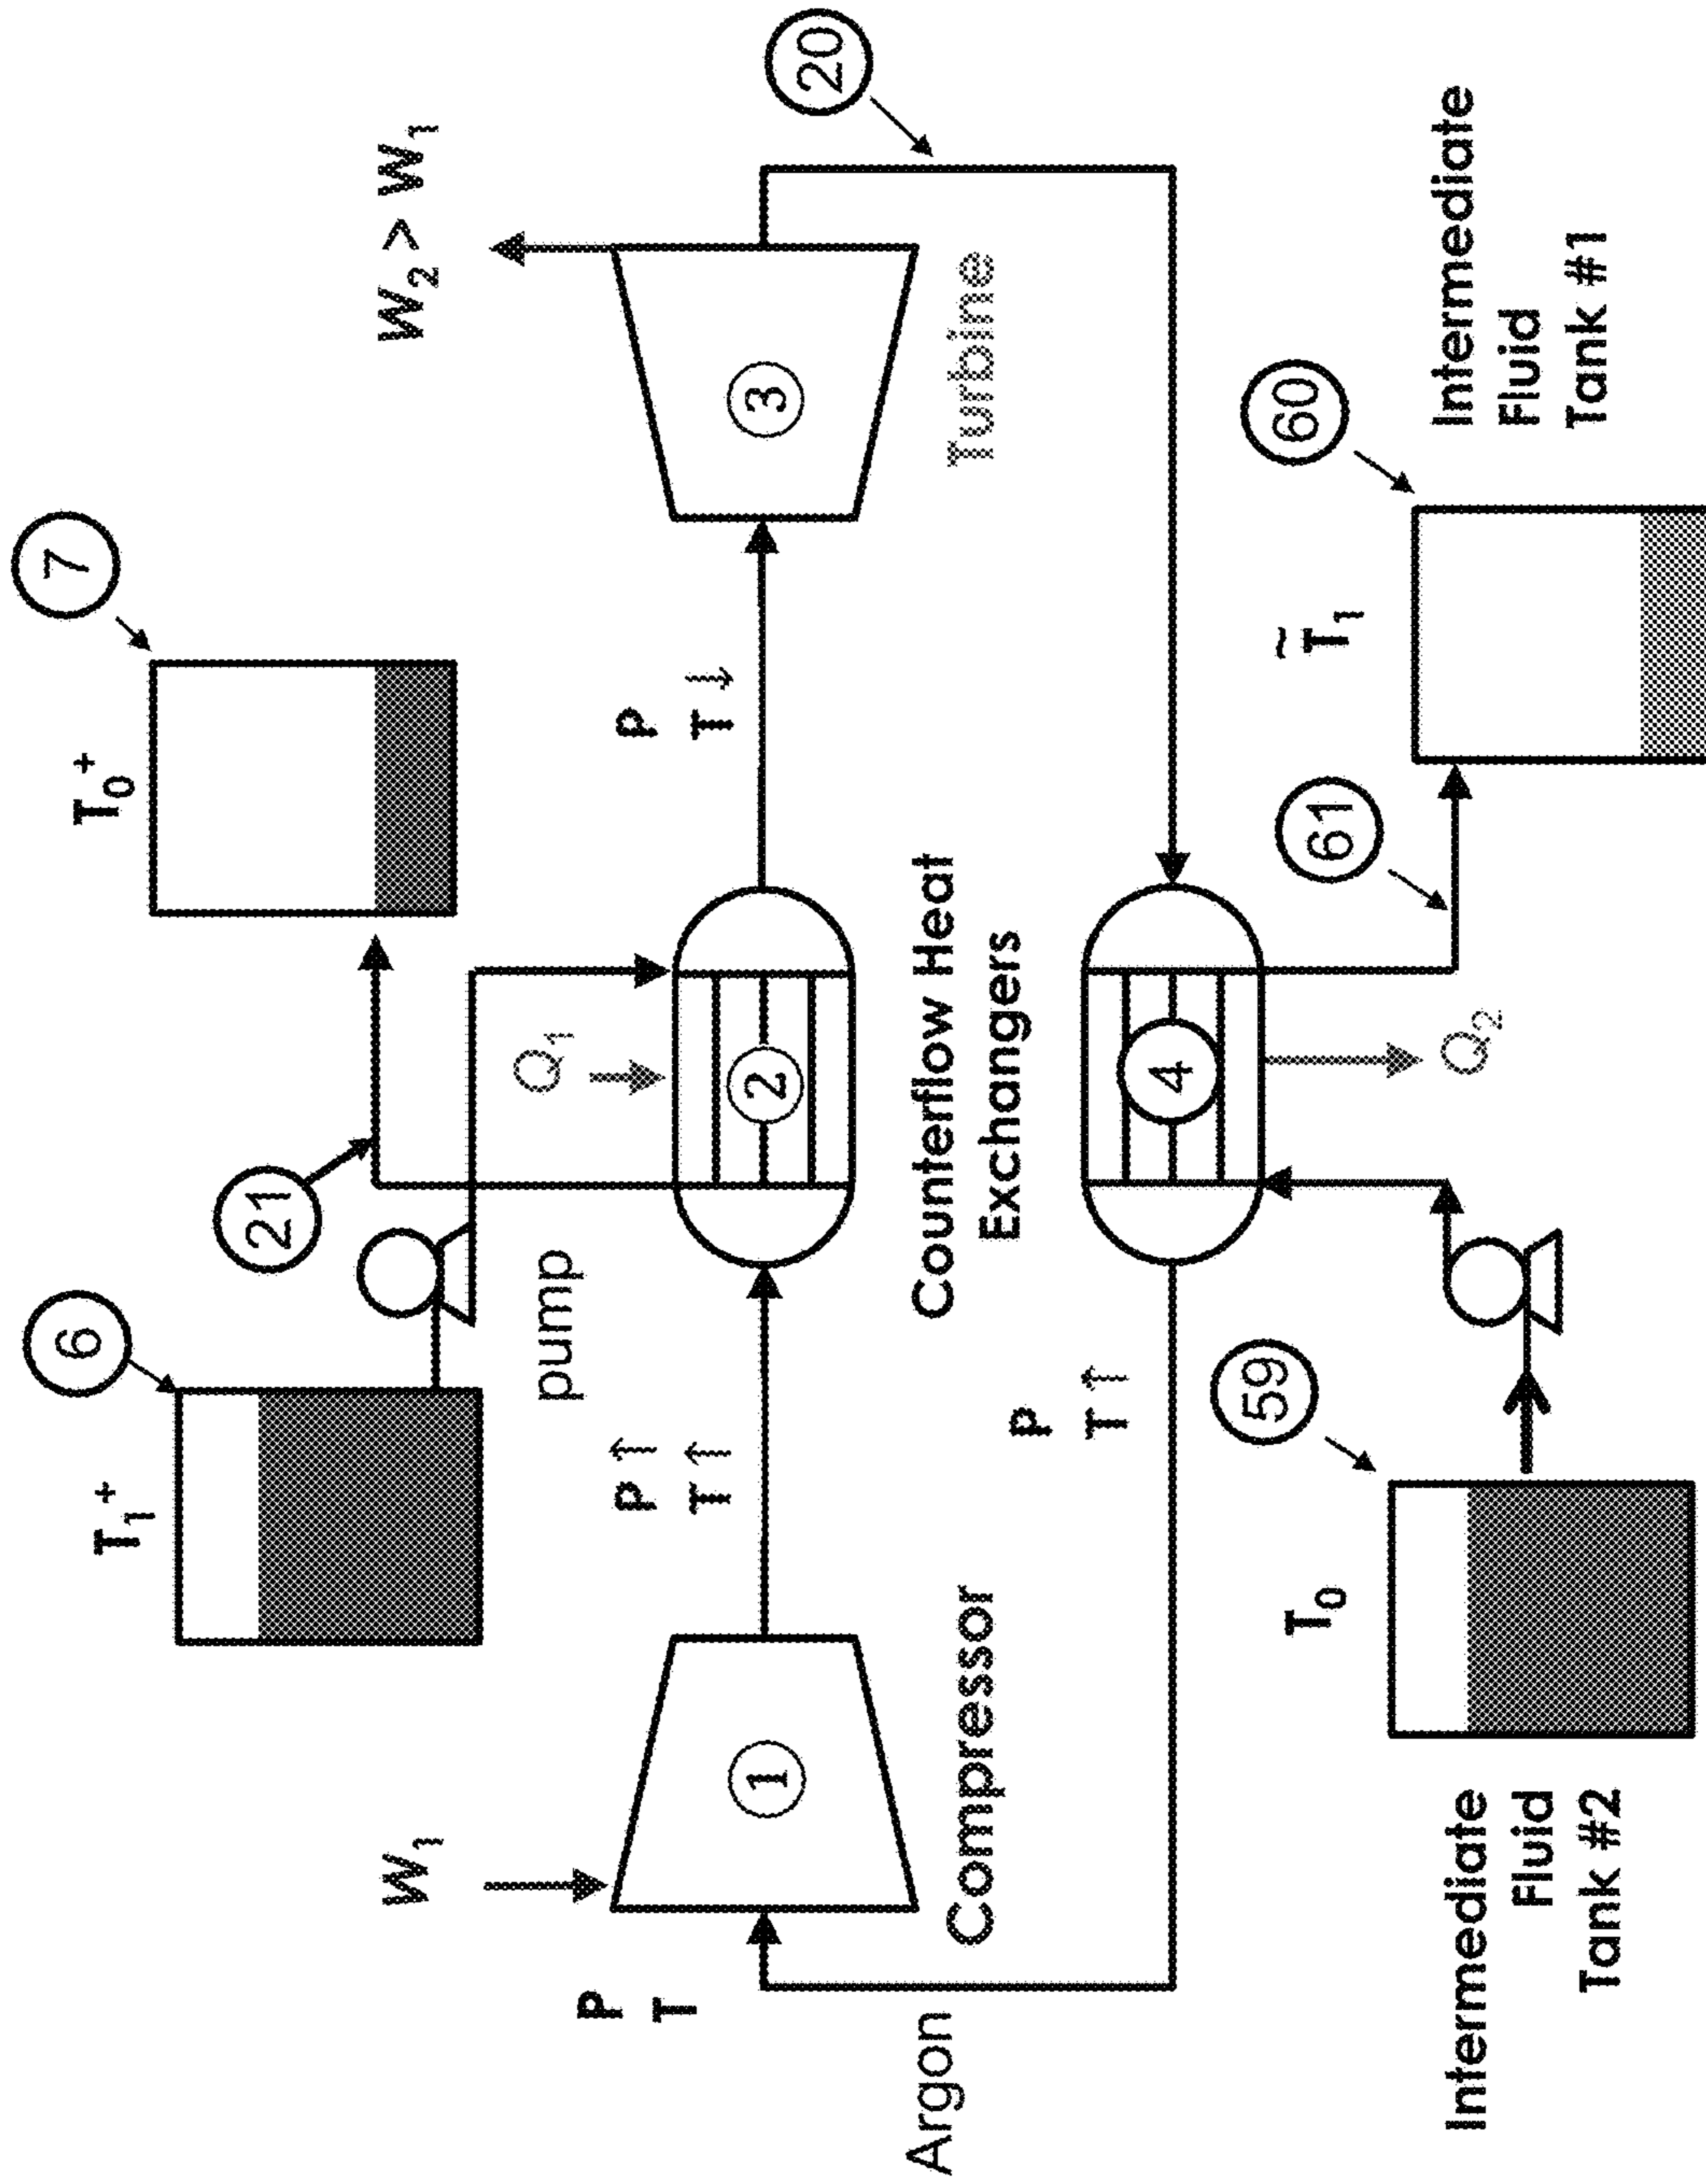 7
T₀⁺
6
T₁⁺
21
20
W₂ > W₁
W₁
pump
Q₁
P↑
T↑
P
T↓
P
T
1
2
3
Argon
Compressor
Counterflow Heat
Exchangers
Turbine
P
T↑
4
59
T₀
61
60
T̃₁
Q₂
Intermediate
Fluid
Tank #2
Intermediate
Fluid
Tank #1